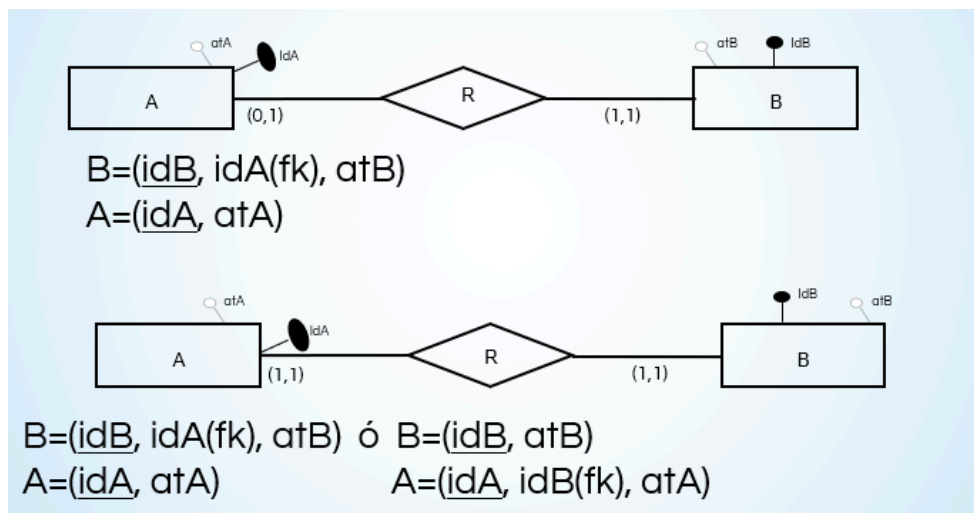 atA
IdA
atB
IdB
A
R
B
(0,1)
(1,1)
B=(idB, idA(fk), atB)
A=(idA, atA)
atA
IdA
IdB
atB
A
R
B
(1,1)
(1,1)
B=(idB, idA(fk), atB) ó B=(idB, atB)
A=(idA, atA) A=(idA, idB(fk), atA)